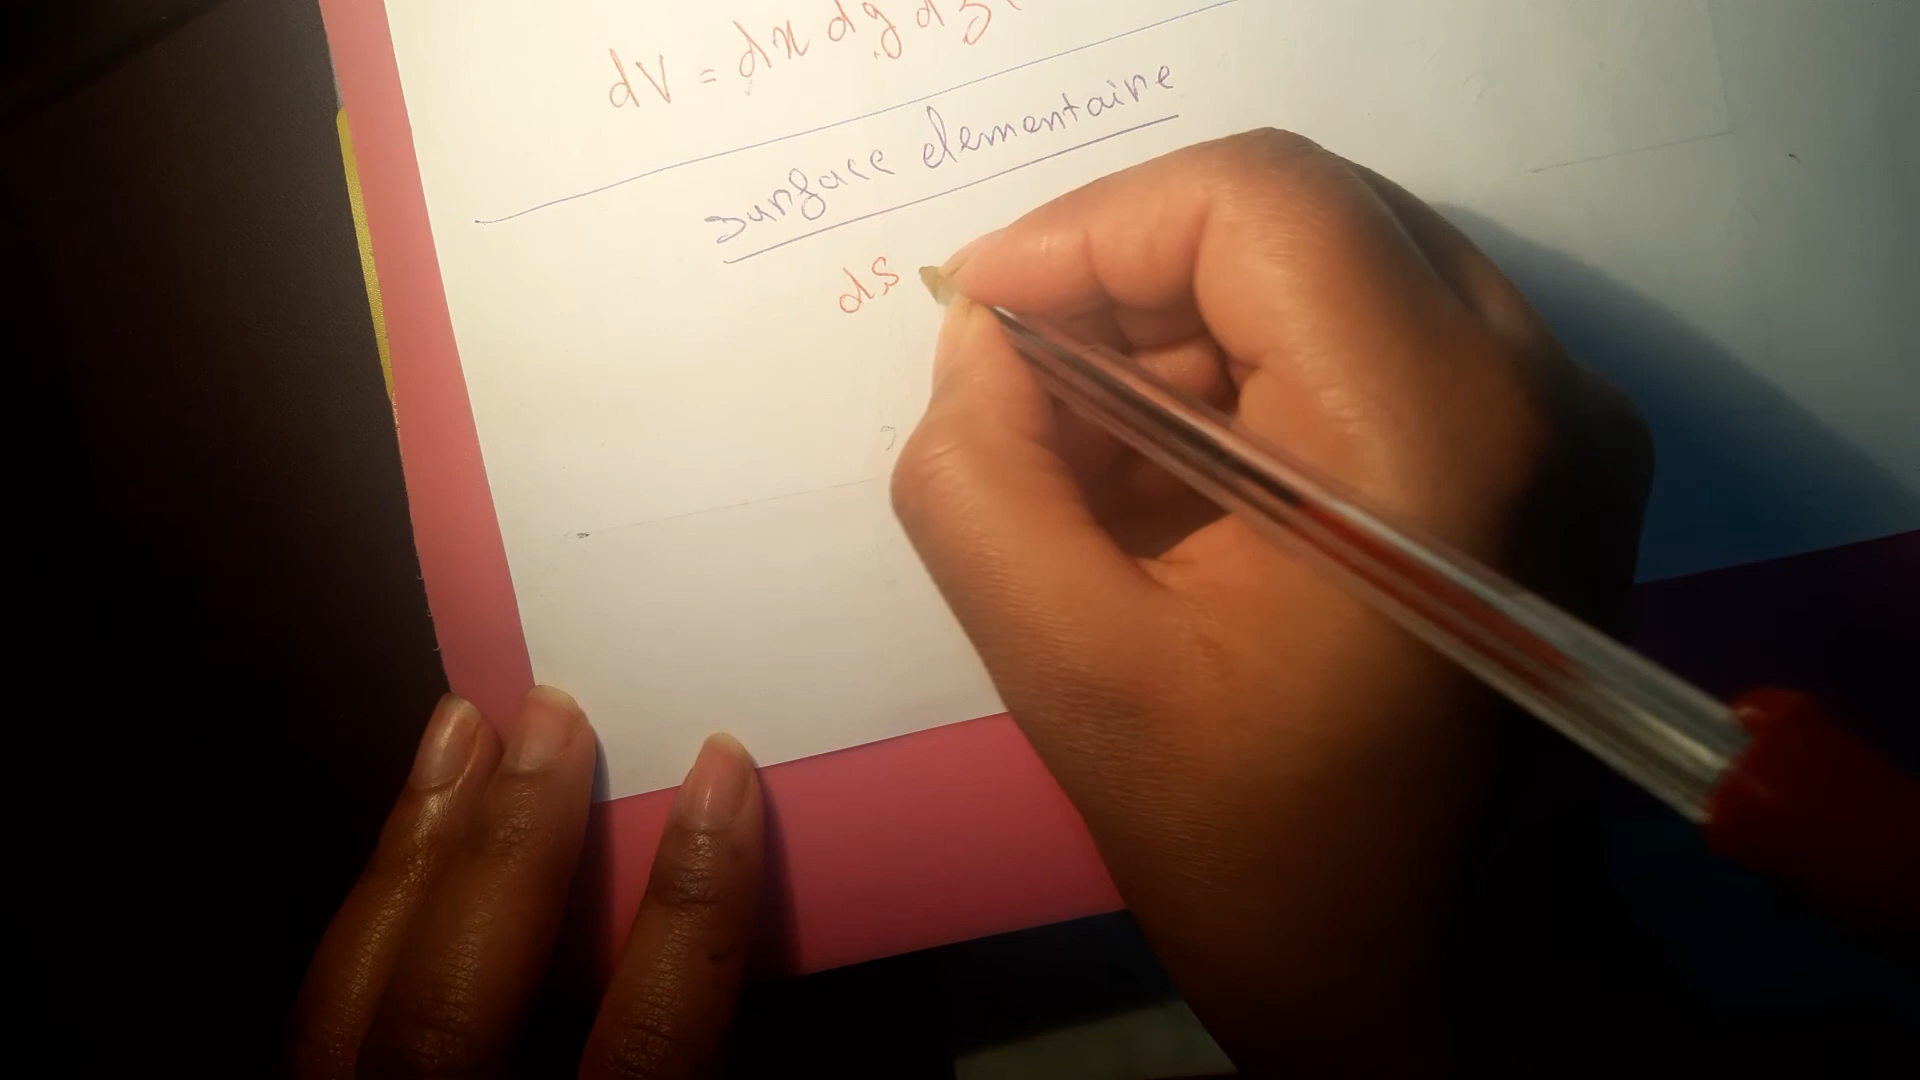 dV = dx dy dz
surface elementaire
ds